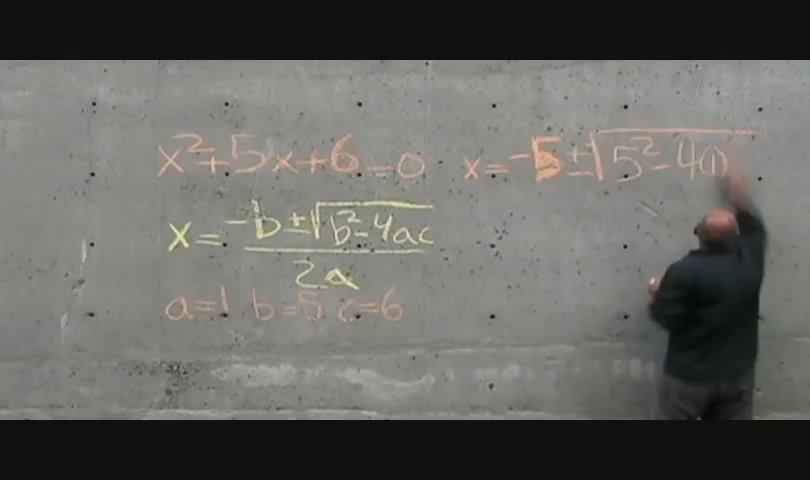 x²+5x+6=0
x=-5±√5²-4(1)
x=-b±√b²-4ac
2a
a=1 b=5 c=6